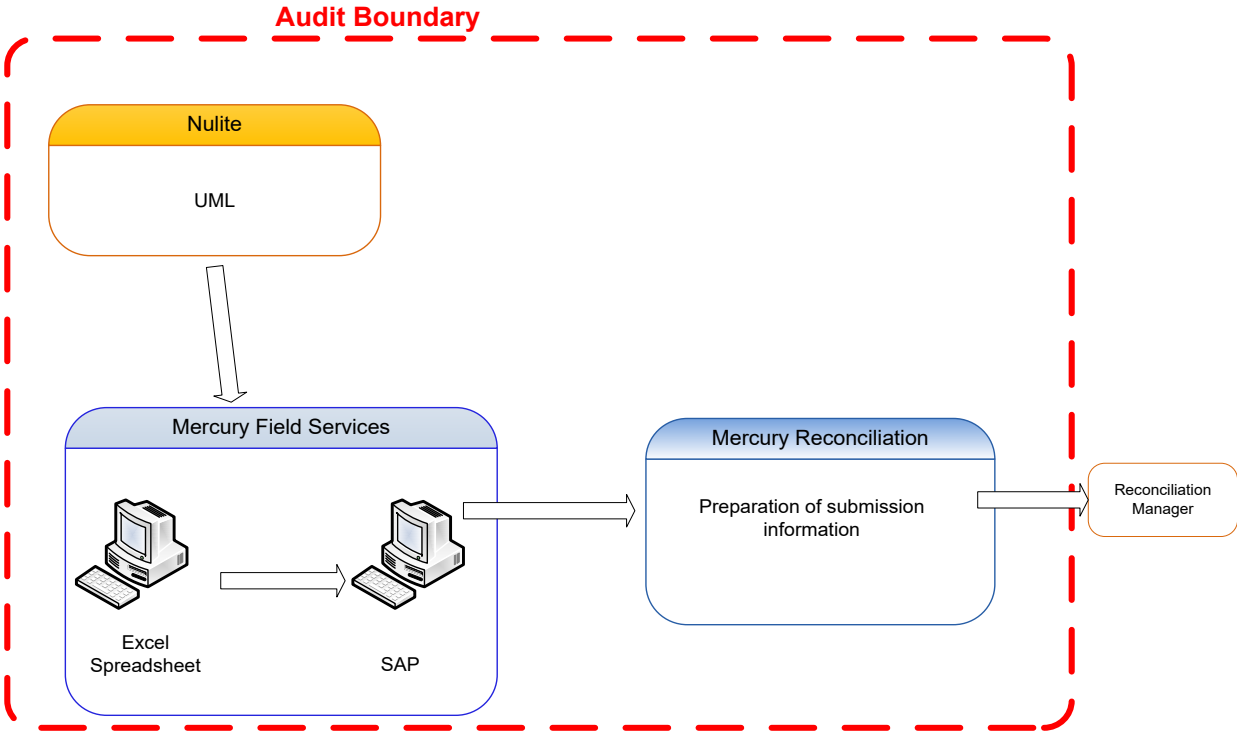 Audit Boundary
Nulite
UML
Mercury Field Services
Excel
Spreadsheet
SAP
Mercury Reconciliation
Preparation of submission
information
Reconciliation
Manager